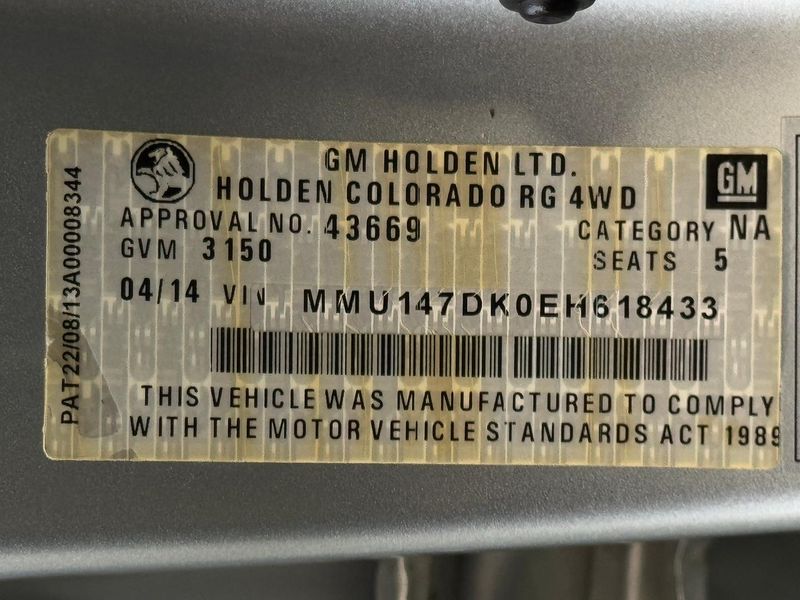 GM HOLDEN LTD.
GM
HOLDEN COLORADO RG 4WD
APPROVAL NO. 43669
CATEGORY NA
GVM 3150
SEATS 5
04/14 VIN MMU147DK0EH618433
THIS VEHICLE WAS MANUFACTURED TO COMPLY
WITH THE MOTOR VEHICLE STANDARDS ACT 1989
PAT22/08/13A00008344